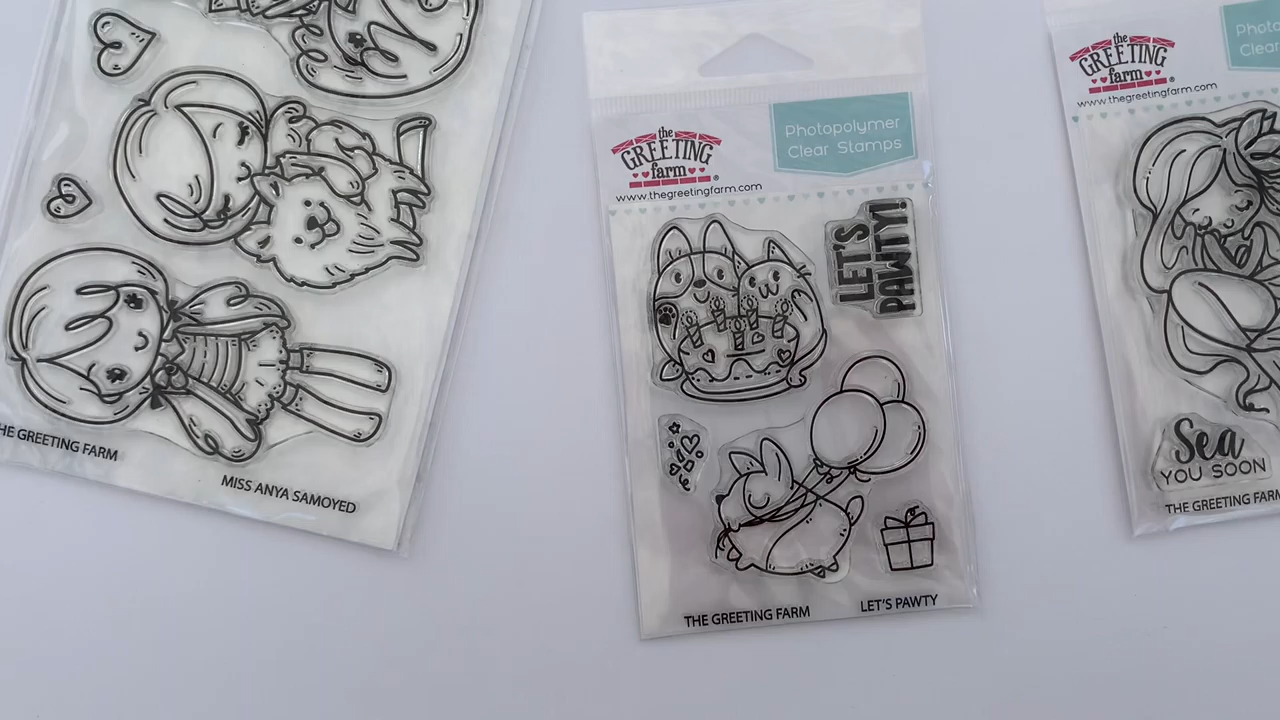 THE GREETING FARM
MISS ANYA SAMOYED
the
GREETING
farm®
www.thegreetingfarm.com
Photopolymer
Clear Stamps
LET'S
PAWTY!
THE GREETING FARM
LET'S PAWTY
the
GREETING
farm®
www.thegreetingfarm.com
Clear
Sea
YOU SOON
THE GREETING FARM